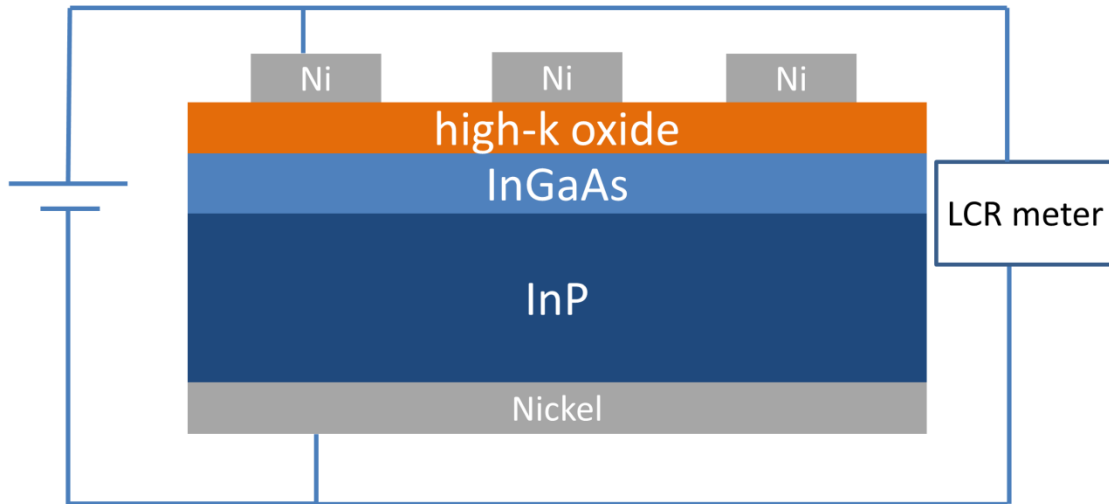 Ni
Ni
Ni
high-k oxide
InGaAs
LCR meter
InP
Nickel